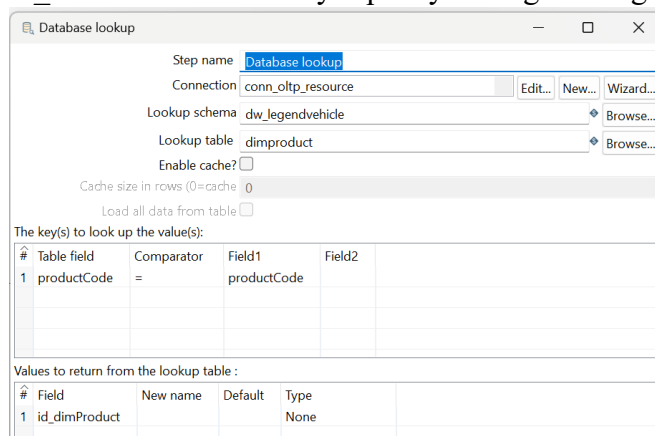 Database lookup
Step name Database lookup
Connection conn_oltp_resource Edit... New... Wizard...
Lookup schema dw_legendvehicle Browse...
Lookup table dimproduct Browse...
Enable cache?
Cache size in rows (0=cache 0
Load all data from table
The key(s) to look up the value(s):
# Table field Comparator Field1 Field2
1 productCode = productCode
Values to return from the lookup table :
# Field New name Default Type
1 id_dimProduct None